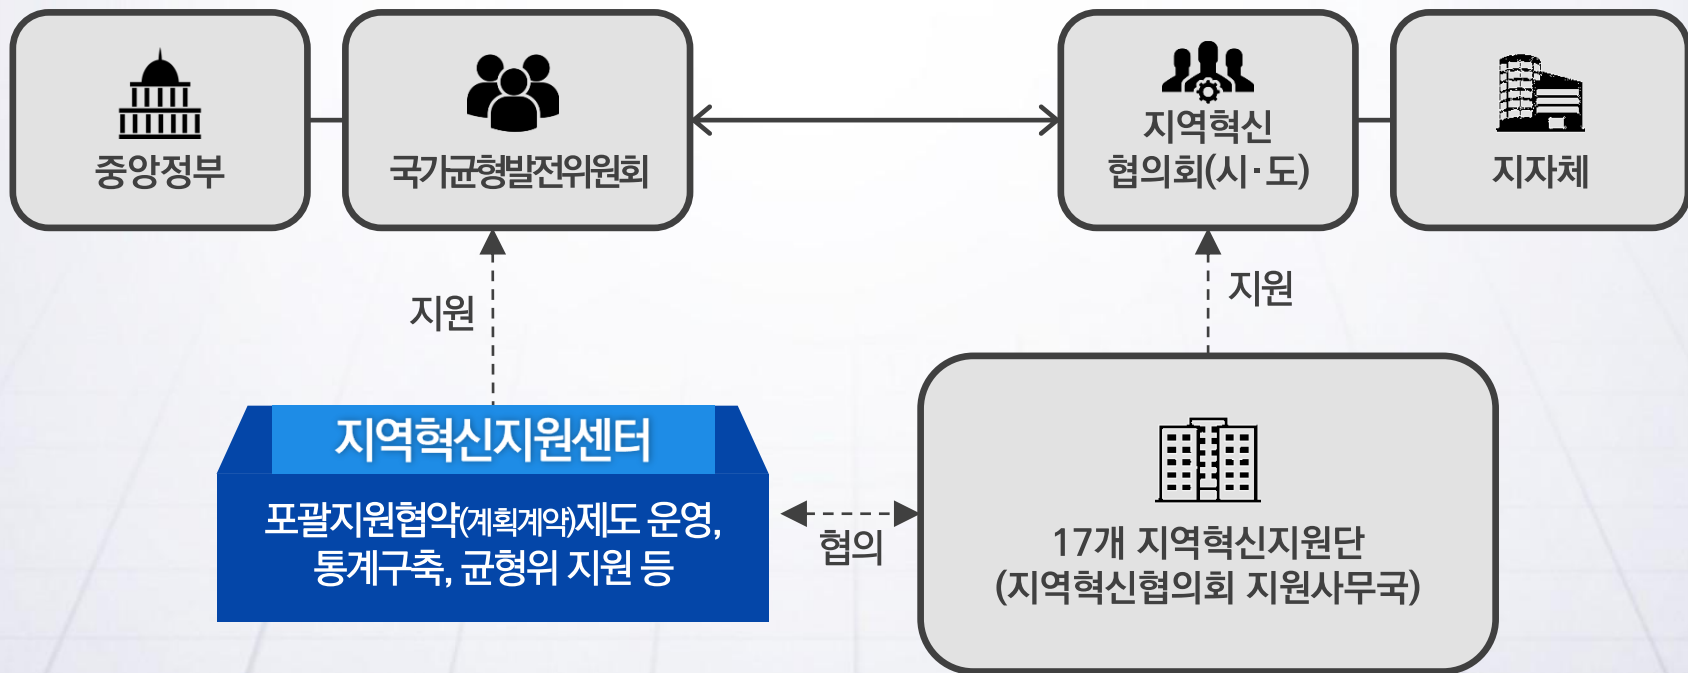 중앙정부
국가균형발전위원회
지역혁신
협의회(시·도)
지자체
지원
지원
지역혁신지원센터
포괄지원협약(계획계약)제도 운영,
통계구축, 균형위 지원 등
협의
17개 지역혁신지원단
(지역혁신협의회 지원사무국)